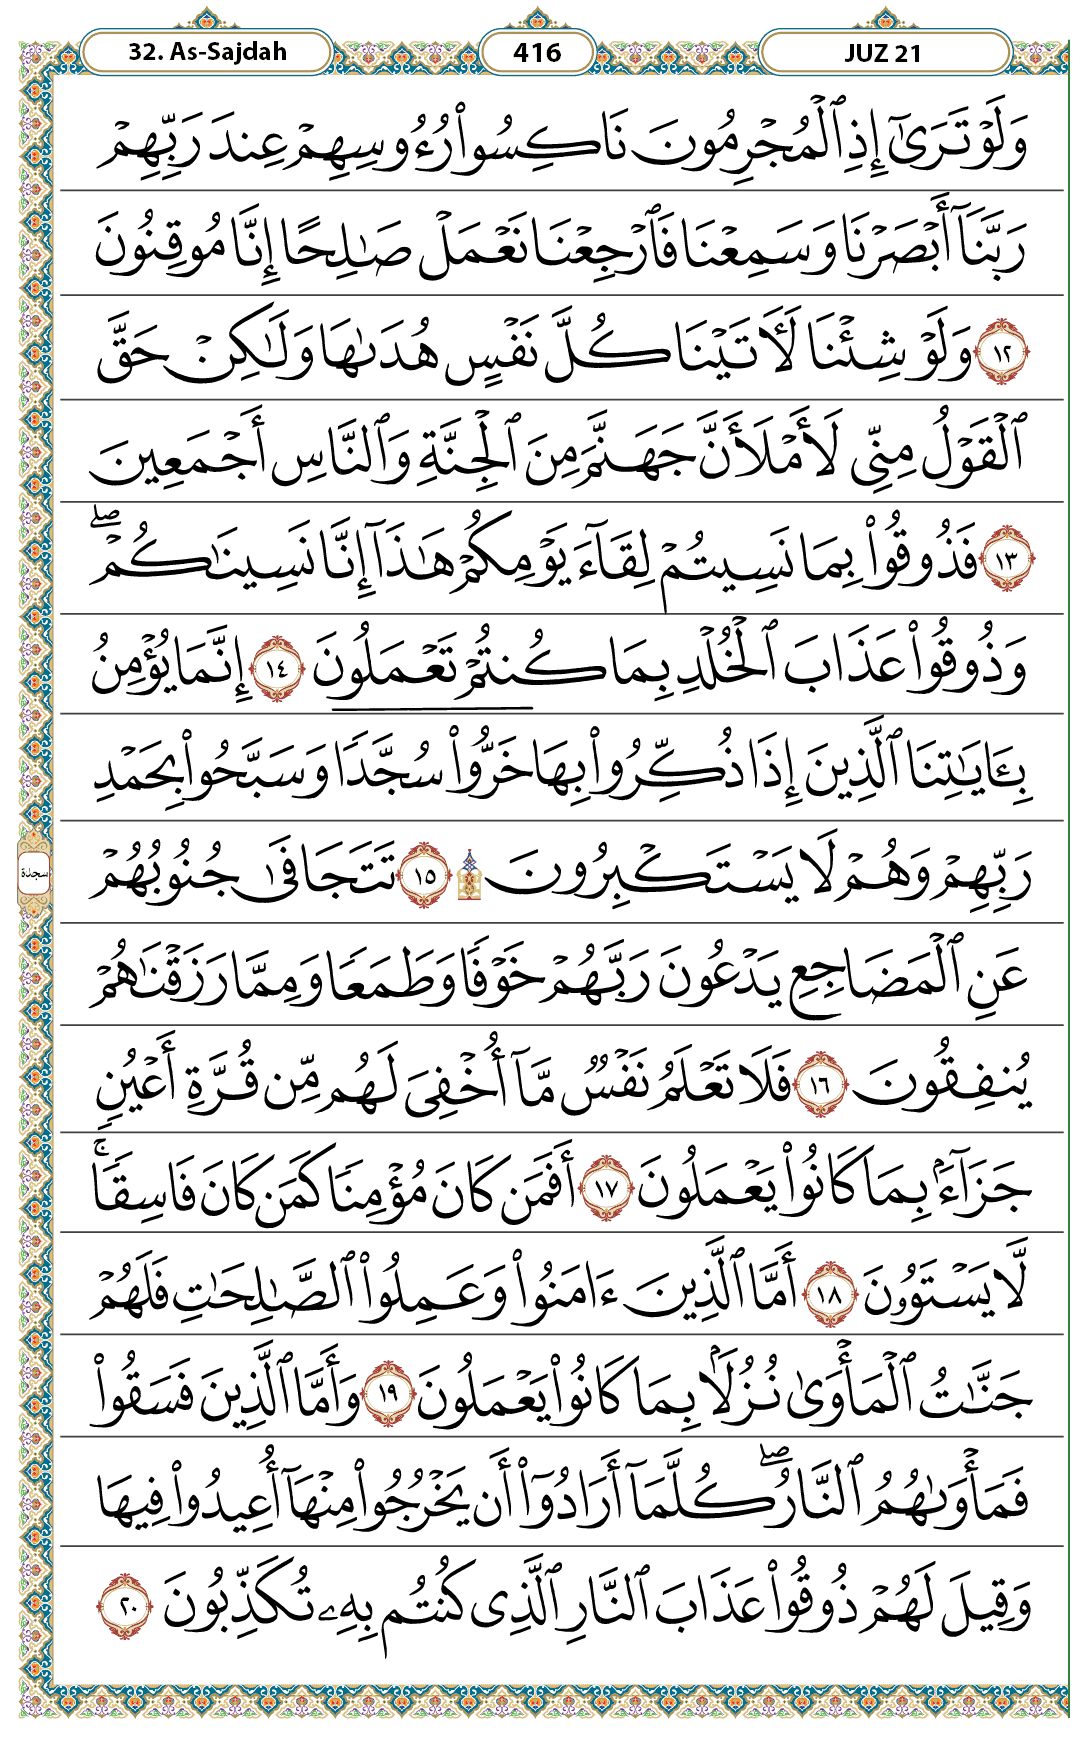 32. As-Sajdah
416
JUZ 21
وَلَوْ تَرَىٰٓ إِذِ ٱلْمُجْرِمُونَ نَاكِسُوا۟ رُءُوسِهِمْ عِندَ رَبِّهِمْ
رَبَّنَآ أَبْصَرْنَا وَسَمِعْنَا فَٱرْجِعْنَا نَعْمَلْ صَـٰلِحًا إِنَّا مُوقِنُونَ
١٢ وَلَوْ شِئْنَا لَـَٔاتَيْنَا كُلَّ نَفْسٍ هُدَىٰهَا وَلَـٰكِنْ حَقَّ
ٱلْقَوْلُ مِنِّى لَأَمْلَأَنَّ جَهَنَّمَ مِنَ ٱلْجِنَّةِ وَٱلنَّاسِ أَجْمَعِينَ
١٣ فَذُوقُوا۟ بِمَا نَسِيتُمْ لِقَآءَ يَوْمِكُمْ هَـٰذَآ إِنَّا نَسِينَـٰكُمْ ۖ
وَذُوقُوا۟ عَذَابَ ٱلْخُلْدِ بِمَا كُنتُمْ تَعْمَلُونَ ١٤ إِنَّمَا يُؤْمِنُ
بِـَٔايَـٰتِنَا ٱلَّذِينَ إِذَا ذُكِّرُوا۟ بِهَا خَرُّوا۟ سُجَّدًا وَسَبَّحُوا۟ بِحَمْدِ
رَبِّهِمْ وَهُمْ لَا يَسْتَكْبِرُونَ ۩ ١٥ تَتَجَافَىٰ جُنُوبُهُمْ
سجدة
عَنِ ٱلْمَضَاجِعِ يَدْعُونَ رَبَّهُمْ خَوْفًا وَطَمَعًا وَمِمَّا رَزَقْنَـٰهُمْ
يُنفِقُونَ ١٦ فَلَا تَعْلَمُ نَفْسٌ مَّآ أُخْفِىَ لَهُم مِّن قُرَّةِ أَعْيُنٍ
جَزَآءًۢ بِمَا كَانُوا۟ يَعْمَلُونَ ١٧ أَفَمَن كَانَ مُؤْمِنًا كَمَن كَانَ فَاسِقًا ۚ
لَّا يَسْتَوُۥنَ ١٨ أَمَّا ٱلَّذِينَ ءَامَنُوا۟ وَعَمِلُوا۟ ٱلصَّـٰلِحَـٰتِ فَلَهُمْ
جَنَّـٰتُ ٱلْمَأْوَىٰ نُزُلًۢا بِمَا كَانُوا۟ يَعْمَلُونَ ١٩ وَأَمَّا ٱلَّذِينَ فَسَقُوا۟
فَمَأْوَىٰهُمُ ٱلنَّارُ ۖ كُلَّمَآ أَرَادُوٓا۟ أَن يَخْرُجُوا۟ مِنْهَآ أُعِيدُوا۟ فِيهَا
وَقِيلَ لَهُمْ ذُوقُوا۟ عَذَابَ ٱلنَّارِ ٱلَّذِى كُنتُم بِهِۦ تُكَذِّبُونَ ٢٠